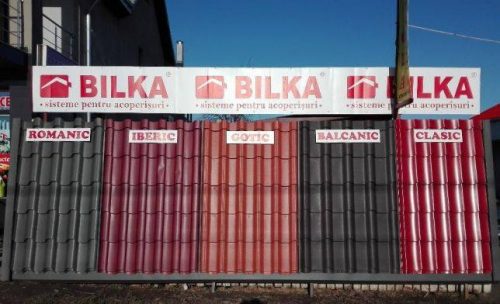 BILKA®
sisteme pentru acoperișuri
BILKA®
• sisteme pentru acoperișuri •
BILKA
• sisteme pentru acoperișuri •
ROMANIC
IBERIC
GOTIC
BALCANIC
CLASIC